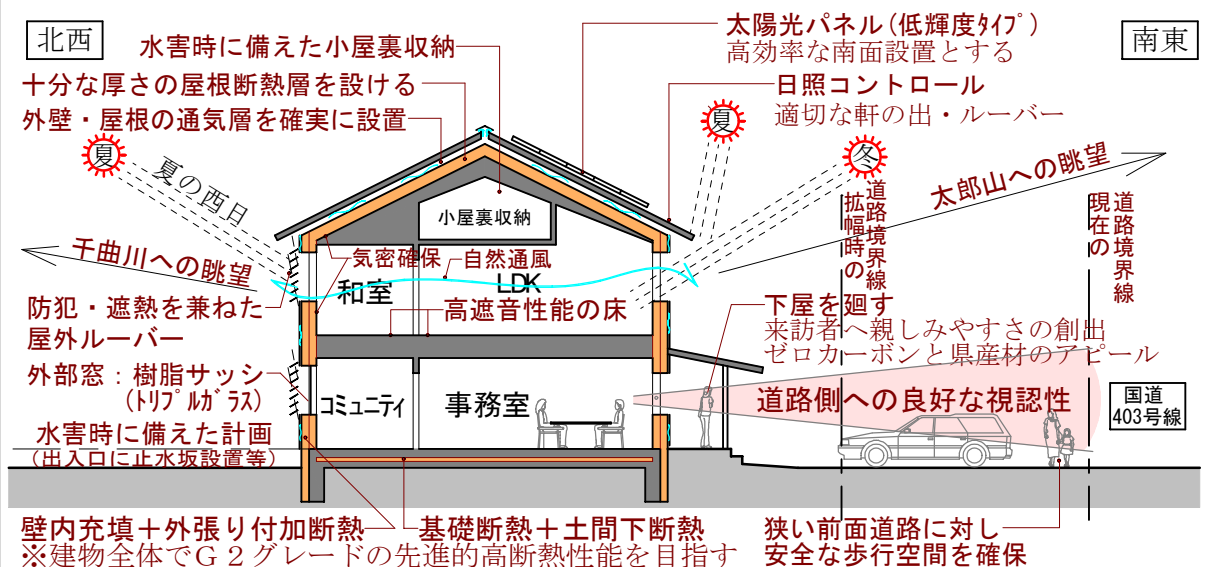 北西
水害時に備えた小屋裏収納
十分な厚さの屋根断熱層を設ける
外壁・屋根の通気層を確実に設置
太陽光パネル(低輝度ﾀｲﾌﾟ)
高効率な南面設置とする
南東
日照コントロール
適切な軒の出・ルーバー
夏
夏の西日
夏
冬
太郎山への眺望
千曲川への眺望
小屋裏収納
気密確保
自然通風
和室
LDK
高遮音性能の床
道路境界線
拡幅時の
道路境界線
現在の
防犯・遮熱を兼ねた
屋外ルーバー
外部窓：樹脂サッシ
(ﾄﾘﾌﾟﾙｶﾞﾗｽ)
水害時に備えた計画
(出入口に止水坂設置等)
コミュニティ
事務室
下屋を廻す
来訪者へ親しみやすさの創出
ゼロカーボンと県産材のアピール
道路側への良好な視認性
国道
403号線
壁内充填＋外張り付加断熱
基礎断熱＋土間下断熱
※建物全体でＧ２グレードの先進的高断熱性能を目指す
狭い前面道路に対し
安全な歩行空間を確保